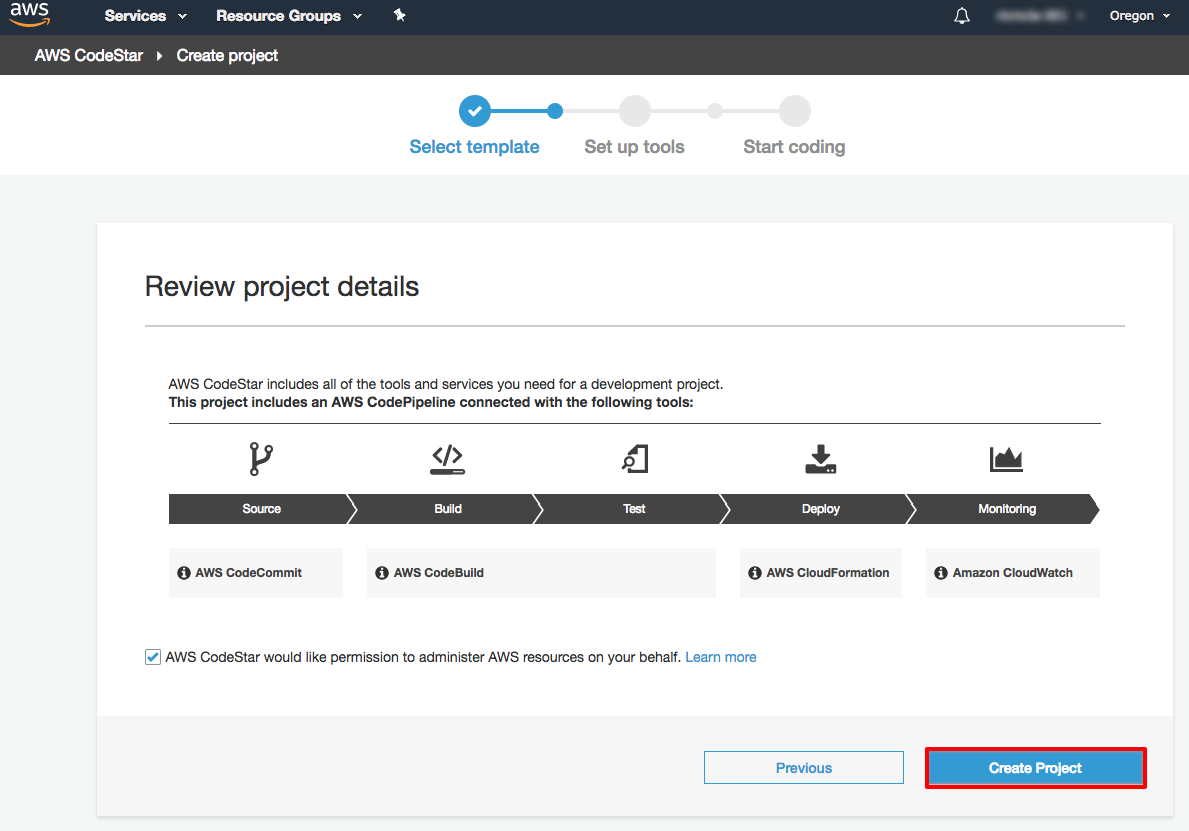 aws Services Resource Groups Oregon
AWS CodeStar Create project
Select template Set up tools Start coding
Review project details
AWS CodeStar includes all of the tools and services you need for a development project.
This project includes an AWS CodePipeline connected with the following tools:
Source Build Test Deploy Monitoring
AWS CodeCommit AWS CodeBuild AWS CloudFormation Amazon CloudWatch
AWS CodeStar would like permission to administer AWS resources on your behalf. Learn more
Previous Create Project